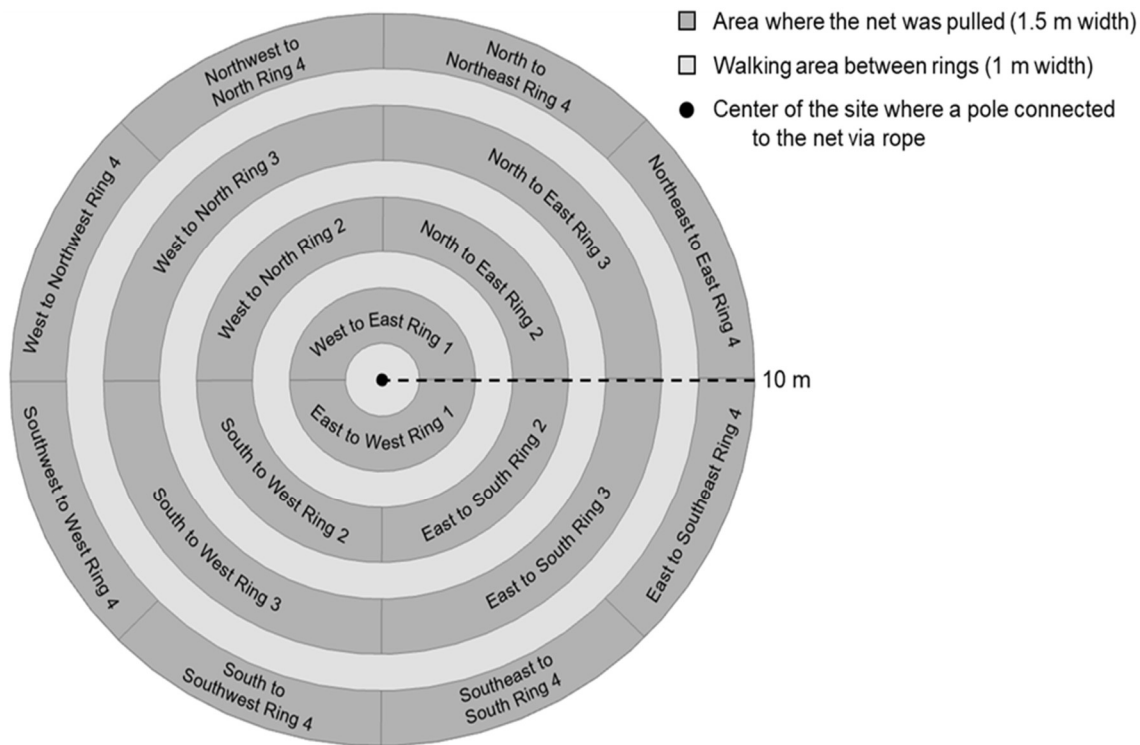 Area where the net was pulled (1.5 m width)
Walking area between rings (1 m width)
Center of the site where a pole connected
to the net via rope
Northwest to
North Ring 4
North to
Northeast Ring 4
West to Northwest Ring 4
West to North Ring 3
North to East Ring 3
Northeast to East Ring 4
West to North Ring 2
North to East Ring 2
West to East Ring 1
10 m
East to West Ring 1
South to West Ring 2
East to South Ring 2
Southwest to West Ring 4
South to West Ring 3
East to South Ring 3
East to Southeast Ring 4
South to
Southwest Ring 4
Southeast to
South Ring 4